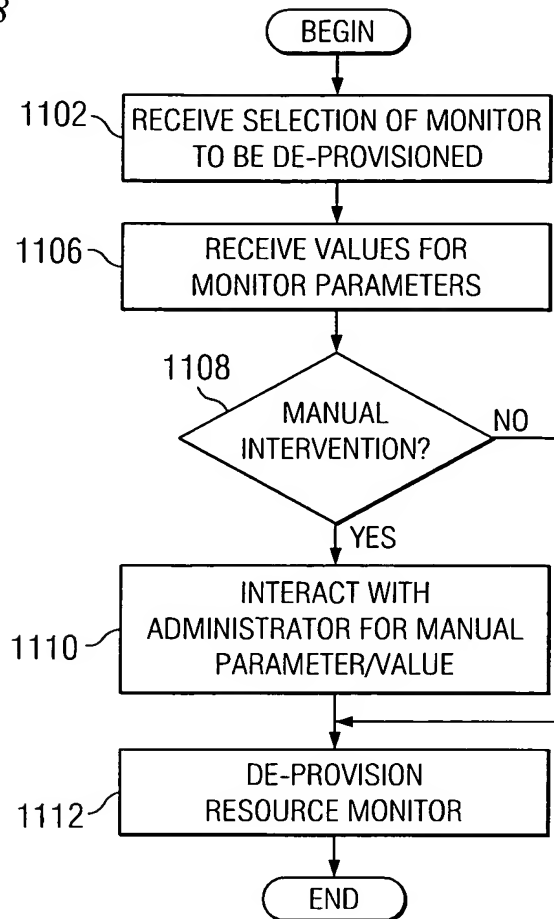 8
BEGIN
1102
RECEIVE SELECTION OF MONITOR
TO BE DE-PROVISIONED
1106
RECEIVE VALUES FOR
MONITOR PARAMETERS
1108
MANUAL
INTERVENTION?
NO
YES
1110
INTERACT WITH
ADMINISTRATOR FOR MANUAL
PARAMETER/VALUE
1112
DE-PROVISION
RESOURCE MONITOR
END